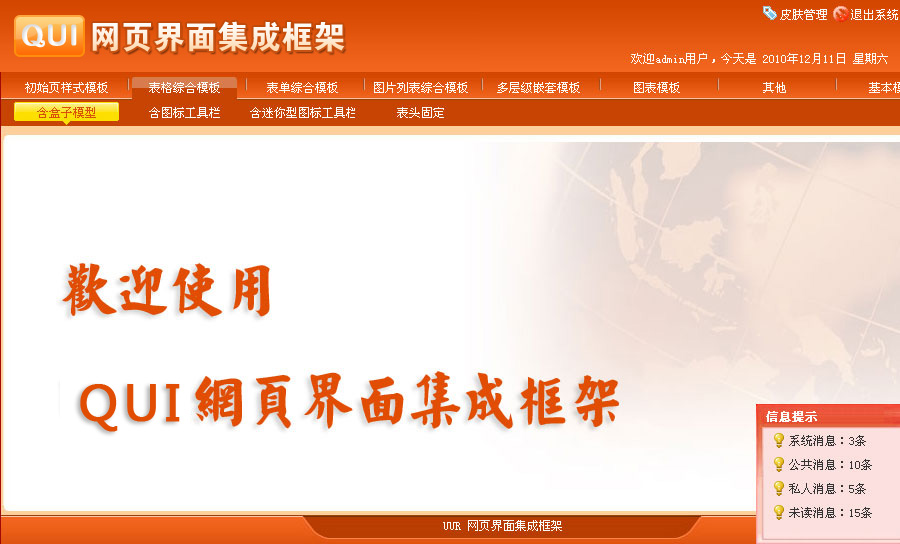 皮肤管理 退出系统
QUI 网页界面集成框架
欢迎admin用户，今天是 2010年12月11日 星期六
初始页样式模板 表格综合模板 表单综合模板 图片列表综合模板 多层级嵌套模板 图表模板 其他 基本模
含盒子模型 含图标工具栏 含迷你型图标工具栏 表头固定
歡迎使用
QUI 網頁界面集成框架
信息提示
系统消息：3条
公共消息：10条
私人消息：5条
未读消息：15条
UUR 网页界面集成框架